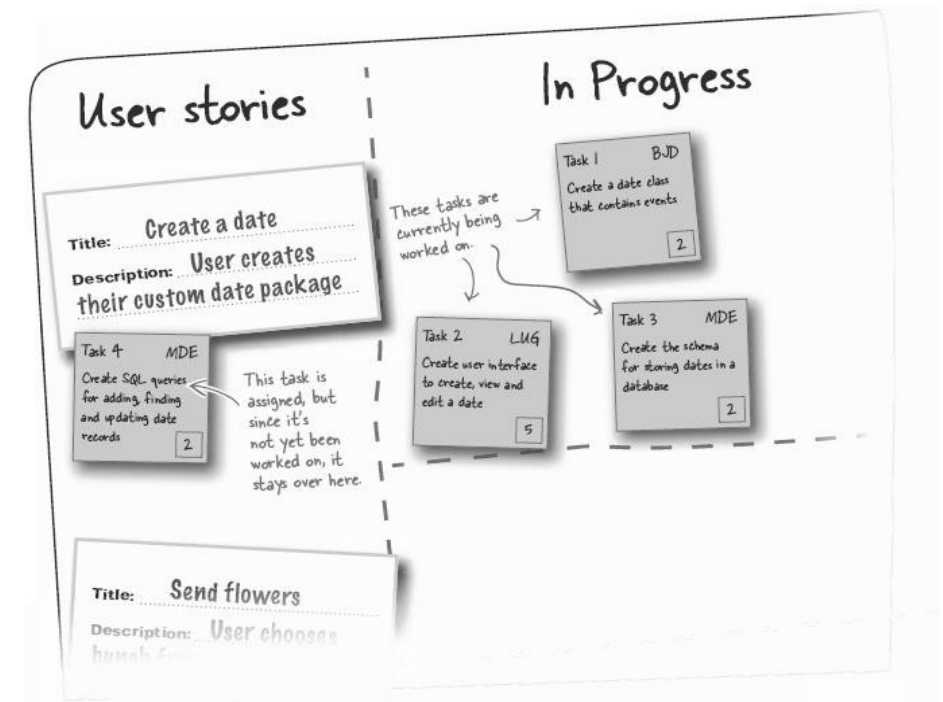 User stories
In Progress
Title: Create a date
Description: User creates
their custom date package
Task 4 MDE
Create SQL queries
for adding, finding
and updating date
records
2
This task is
assigned, but
since it's
not yet been
worked on, it
stays over here.
These tasks are
currently being
worked on.
Task 1 BJD
Create a date class
that contains events
2
Task 2 LUG
Create user interface
to create, view and
edit a date
5
Task 3 MDE
Create the schema
for storing dates in a
database
2
Title: Send flowers
Description: User chooses
bunch